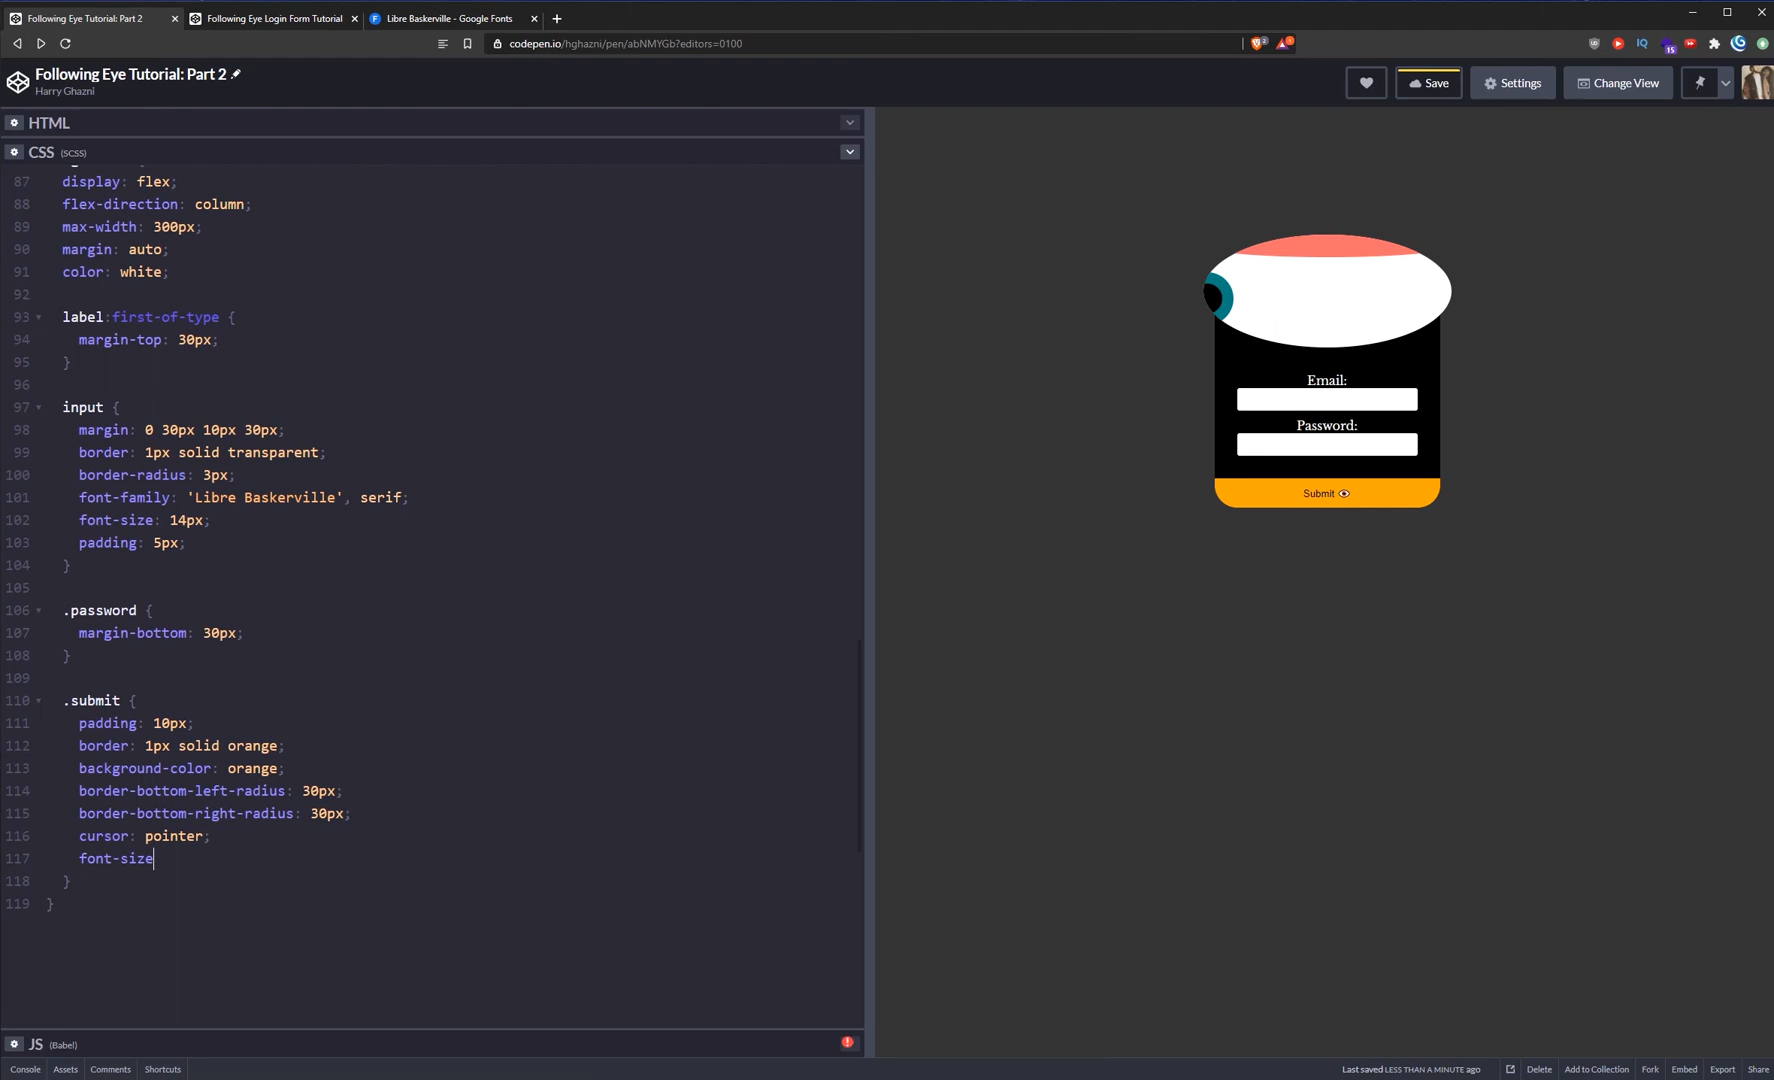 Following Eye Tutorial: Part 2
Following Eye Login Form Tutorial
Libre Baskerville - Google Fonts
codepen.io/hghazni/pen/abNMYGb?editors=0100
2
1
15
Following Eye Tutorial: Part 2
Harry Ghazni
Save
Settings
Change View
HTML
CSS (SCSS)
87 display: flex;
88 flex-direction: column;
89 max-width: 300px;
90 margin: auto;
91 color: white;
92
93 label:first-of-type {
94 margin-top: 30px;
95 }
96
97 input {
98 margin: 0 30px 10px 30px;
99 border: 1px solid transparent;
100 border-radius: 3px;
101 font-family: 'Libre Baskerville', serif;
102 font-size: 14px;
103 padding: 5px;
104 }
105
106 .password {
107 margin-bottom: 30px;
108 }
109
110 .submit {
111 padding: 10px;
112 border: 1px solid orange;
113 background-color: orange;
114 border-bottom-left-radius: 30px;
115 border-bottom-right-radius: 30px;
116 cursor: pointer;
117 font-size
118 }
119 }
Email:
Password:
Submit
JS (Babel)
Console
Assets
Comments
Shortcuts
Last saved LESS THAN A MINUTE ago
Delete
Add to Collection
Fork
Embed
Export
Share